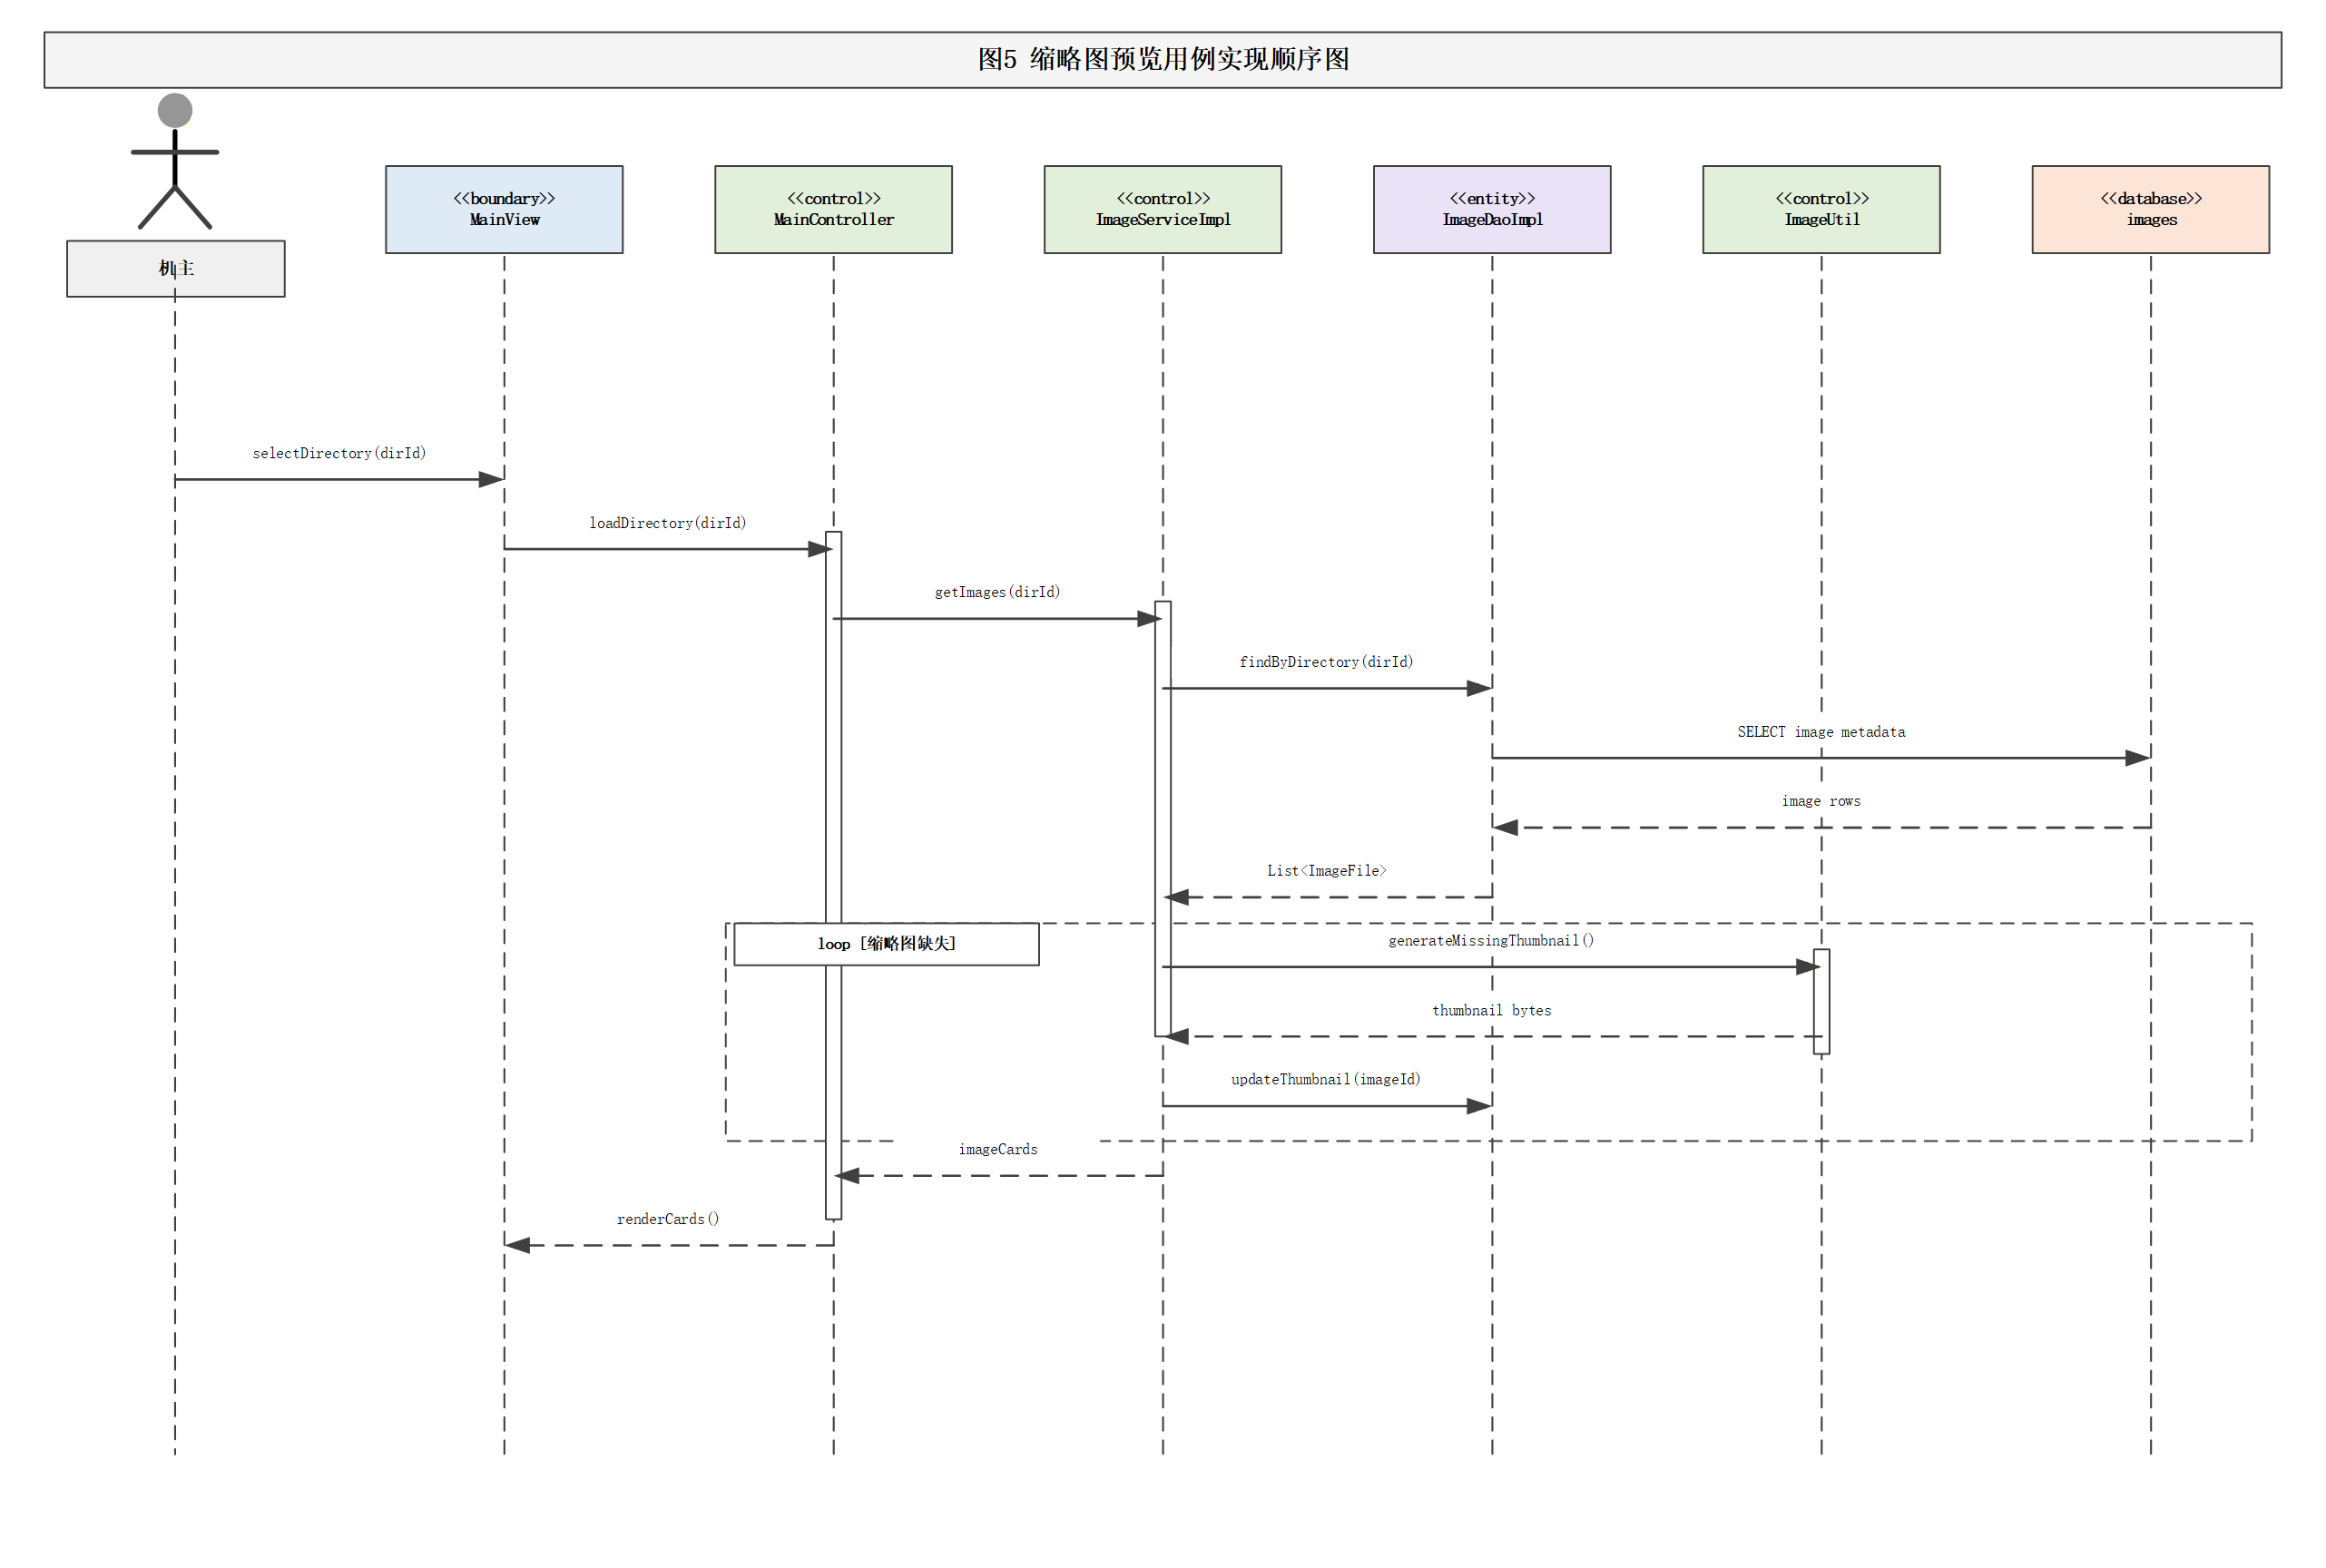 图5 缩略图预览用例实现顺序图
<<boundary>>
MainView
<<control>>
MainController
<<control>>
ImageServiceImpl
<<entity>>
ImageDaoImpl
<<control>>
ImageUtil
<<database>>
images
机主
selectDirectory(dirId)
loadDirectory(dirId)
getImages(dirId)
findByDirectory(dirId)
SELECT image metadata
image rows
List<ImageFile>
loop [缩略图缺失]
generateMissingThumbnail()
thumbnail bytes
updateThumbnail(imageId)
imageCards
renderCards()